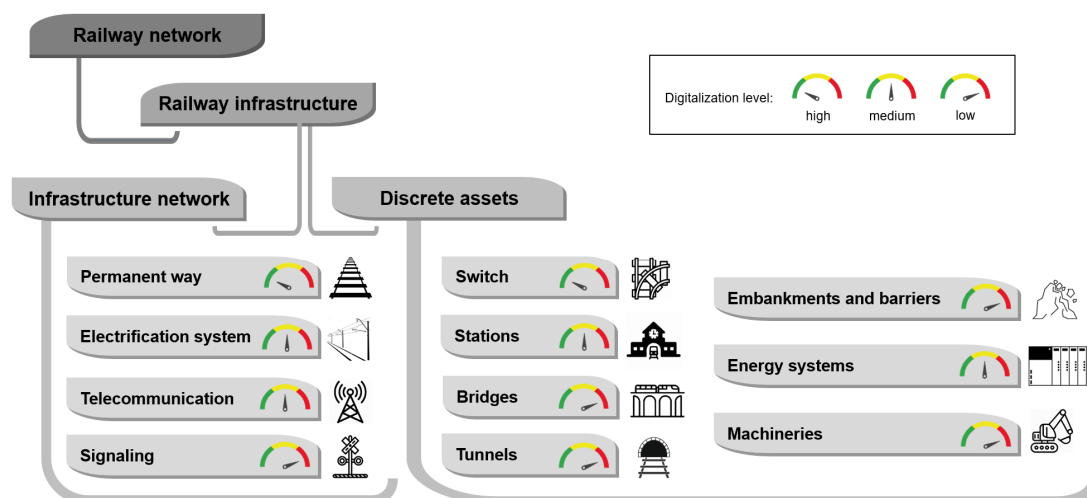 Railway network
Railway infrastructure
Digitalization level:
high
medium
low
Infrastructure network
Discrete assets
Permanent way
Electrification system
Telecommunication
Signaling
Switch
Stations
Bridges
Tunnels
Embankments and barriers
Energy systems
Machineries